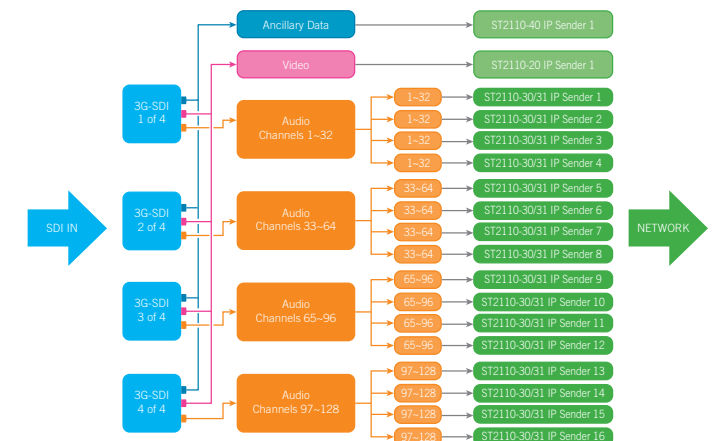 Ancillary Data
ST2110-40 IP Sender 1
Video
ST2110-20 IP Sender 1
SDI IN
3G-SDI
1 of 4
Audio
Channels 1~32
1~32
ST2110-30/31 IP Sender 1
1~32
ST2110-30/31 IP Sender 2
1~32
ST2110-30/31 IP Sender 3
1~32
ST2110-30/31 IP Sender 4
3G-SDI
2 of 4
Audio
Channels 33~64
33~64
ST2110-30/31 IP Sender 5
33~64
ST2110-30/31 IP Sender 6
33~64
ST2110-30/31 IP Sender 7
33~64
ST2110-30/31 IP Sender 8
3G-SDI
3 of 4
Audio
Channels 65~96
65~96
ST2110-30/31 IP Sender 9
65~96
ST2110-30/31 IP Sender 10
65~96
ST2110-30/31 IP Sender 11
65~96
ST2110-30/31 IP Sender 12
3G-SDI
4 of 4
Audio
Channels 97~128
97~128
ST2110-30/31 IP Sender 13
97~128
ST2110-30/31 IP Sender 14
97~128
ST2110-30/31 IP Sender 15
97~128
ST2110-30/31 IP Sender 16
NETWORK